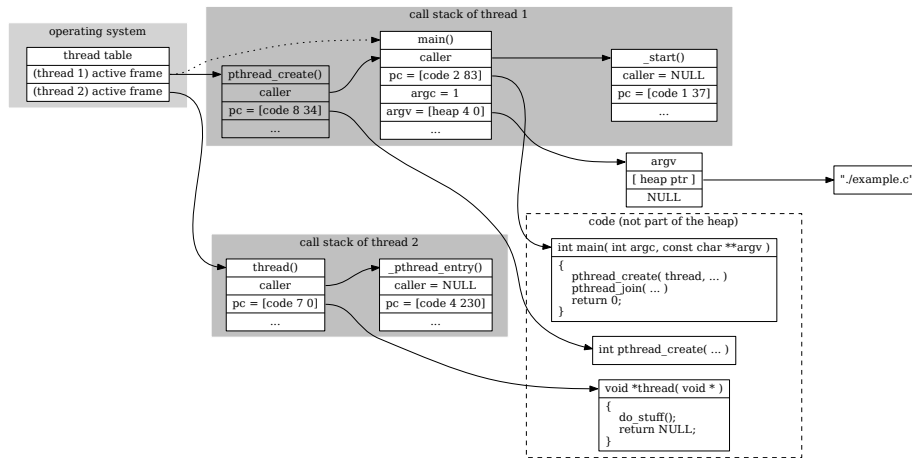 operating system
thread table
(thread 1) active frame
(thread 2) active frame
call stack of thread 1
pthread_create()
caller
pc = [code 8 34]
...
main()
caller
pc = [code 2 83]
argc = 1
argv = [heap 4 0]
...
_start()
caller = NULL
pc = [code 1 37]
...
argv
[ heap ptr ]
NULL
"./example.c"
call stack of thread 2
thread()
caller
pc = [code 7 0]
...
_pthread_entry()
caller = NULL
pc = [code 4 230]
...
code (not part of the heap)
int main( int argc, const char **argv )
{
pthread_create( thread, ... )
pthread_join( ... )
return 0;
}
int pthread_create( ... )
void *thread( void * )
{
do_stuff();
return NULL;
}